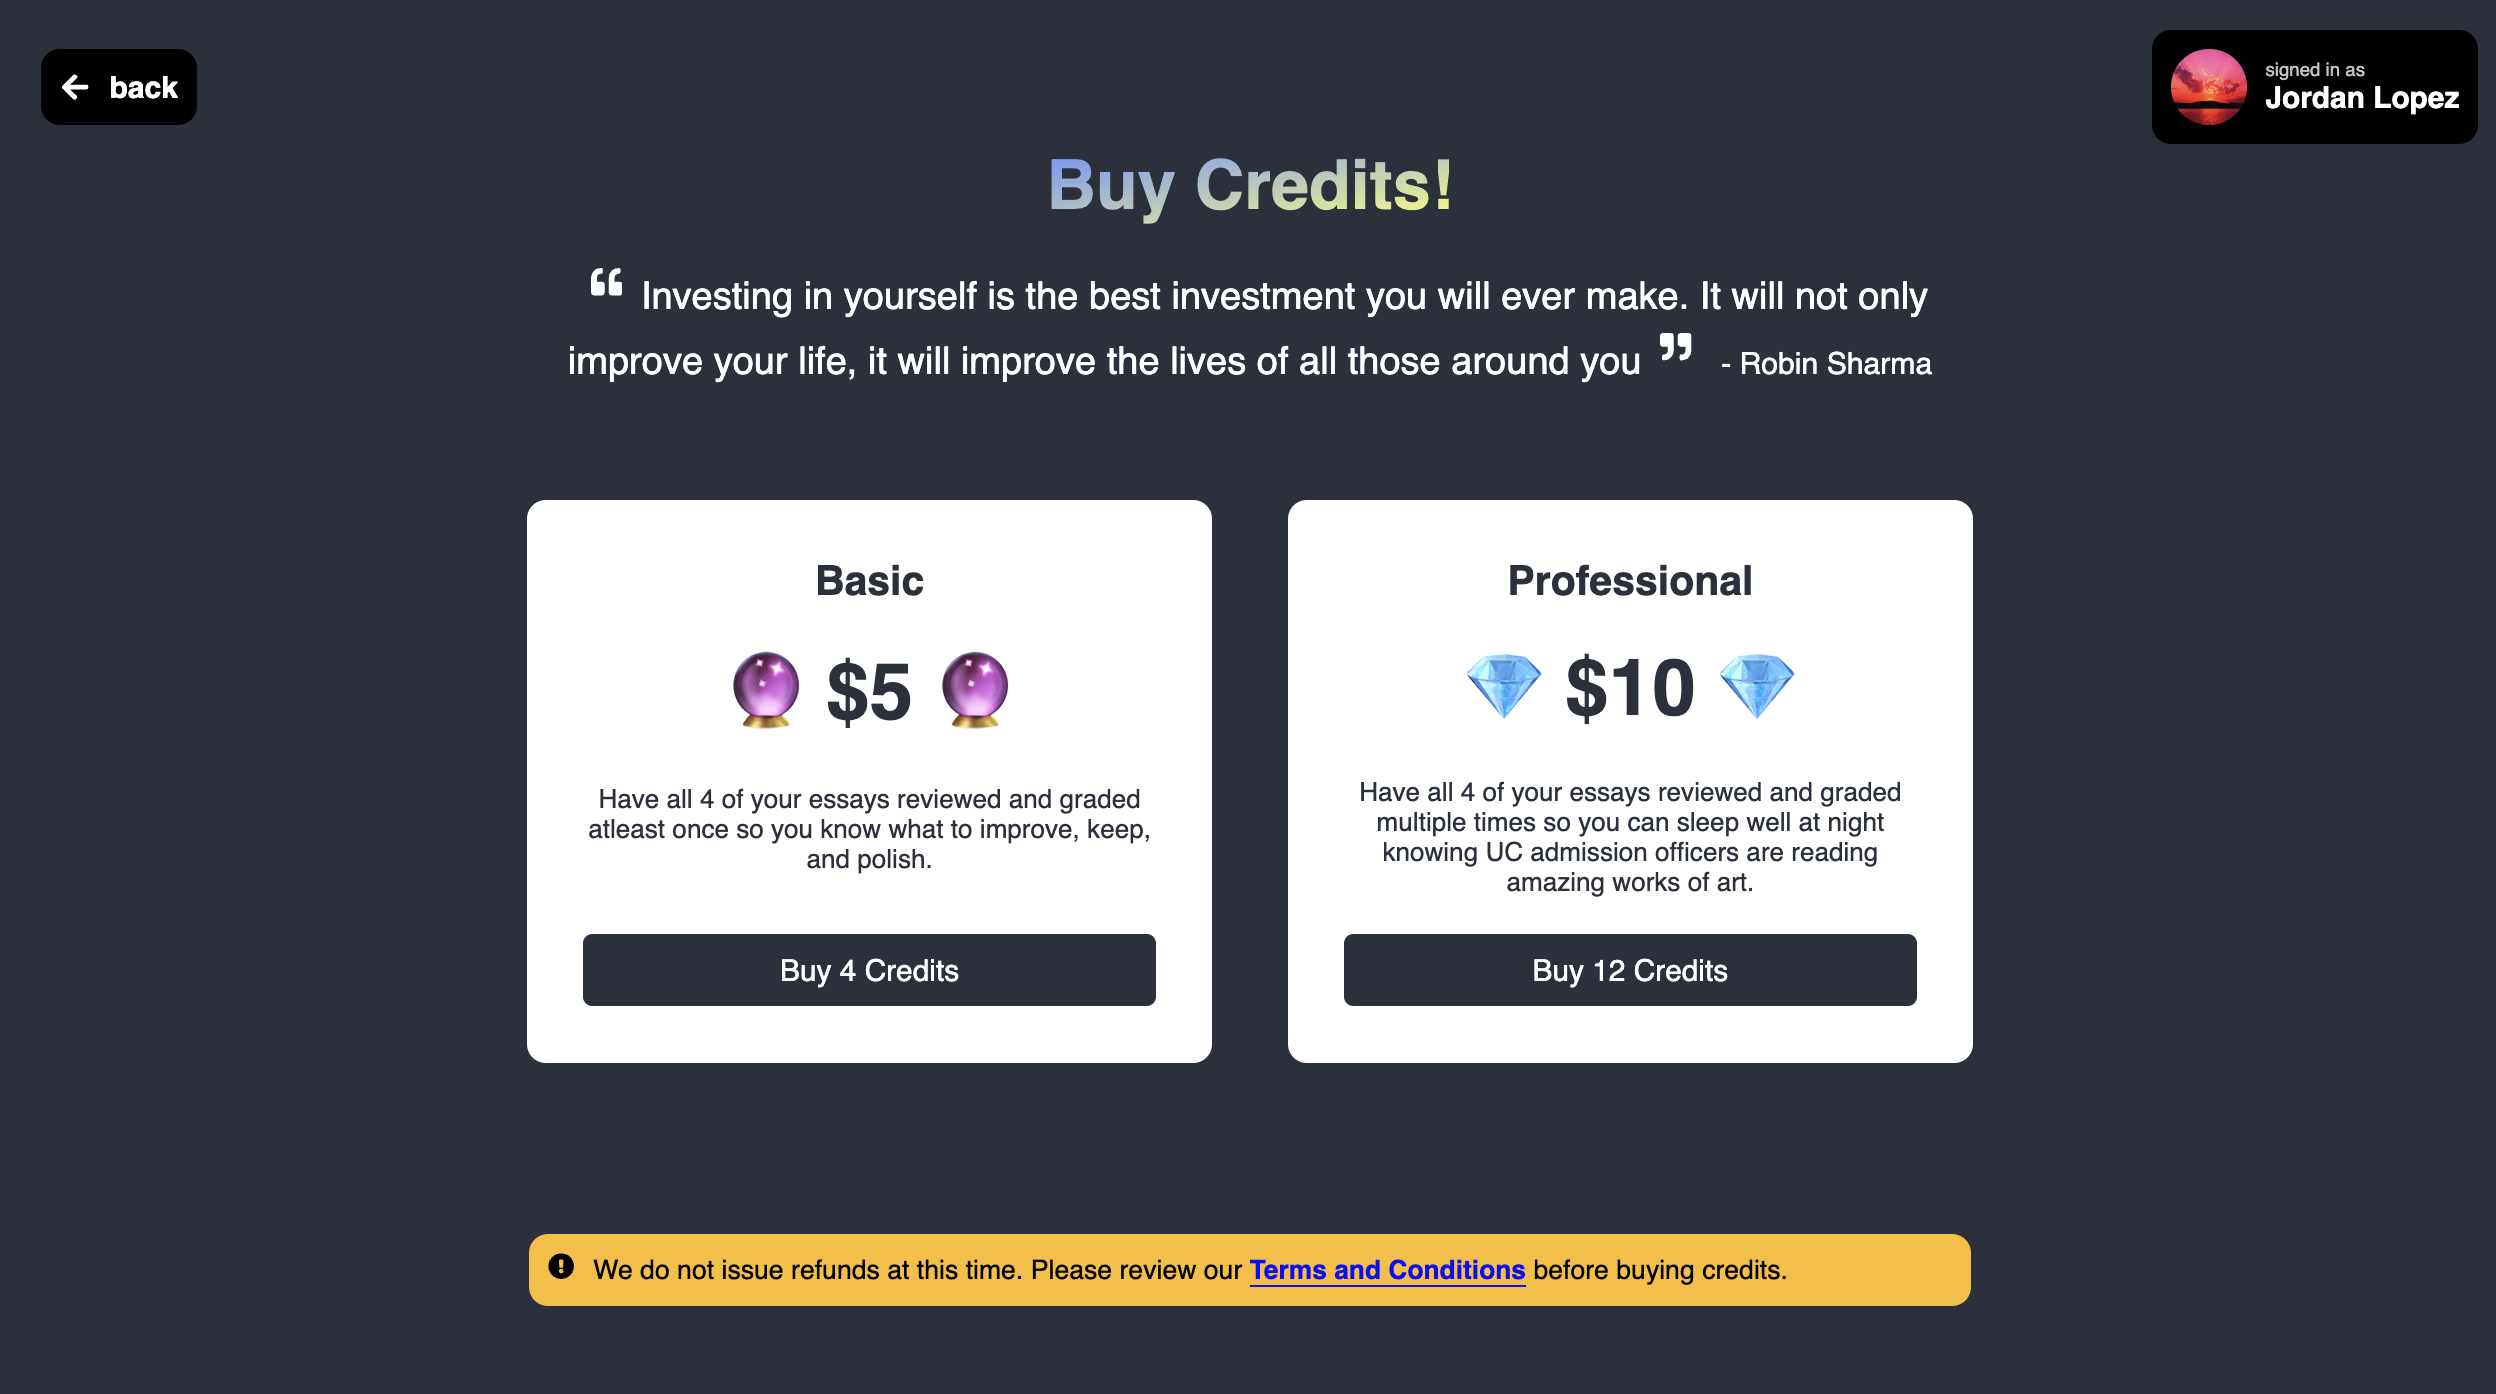 back
signed in as
Jordan Lopez
Buy Credits!
“ Investing in yourself is the best investment you will ever make. It will not only
improve your life, it will improve the lives of all those around you ” - Robin Sharma
Basic
$5
Have all 4 of your essays reviewed and graded
atleast once so you know what to improve, keep,
and polish.
Buy 4 Credits
Professional
$10
Have all 4 of your essays reviewed and graded
multiple times so you can sleep well at night
knowing UC admission officers are reading
amazing works of art.
Buy 12 Credits
We do not issue refunds at this time. Please review our Terms and Conditions before buying credits.